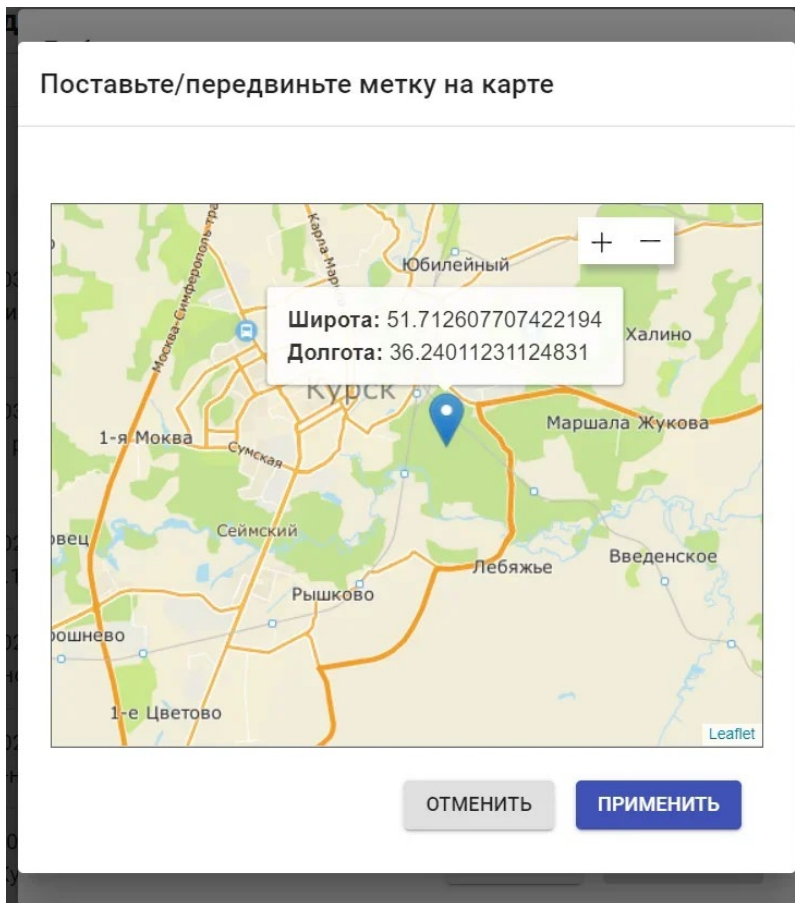 Поставьте/передвиньте метку на карте
Москва-Симферополь-тра
Карла-Маркса
Юбилейный
+ −
Широта: 51.712607707422194
Долгота: 36.24011231124831
Халино
Курск
Маршала Жукова
1-я Моква
Сумская
Сеймский
Лебяжье
Введенское
Рышково
1-е Цветово
Leaflet
ОТМЕНИТЬ
ПРИМЕНИТЬ